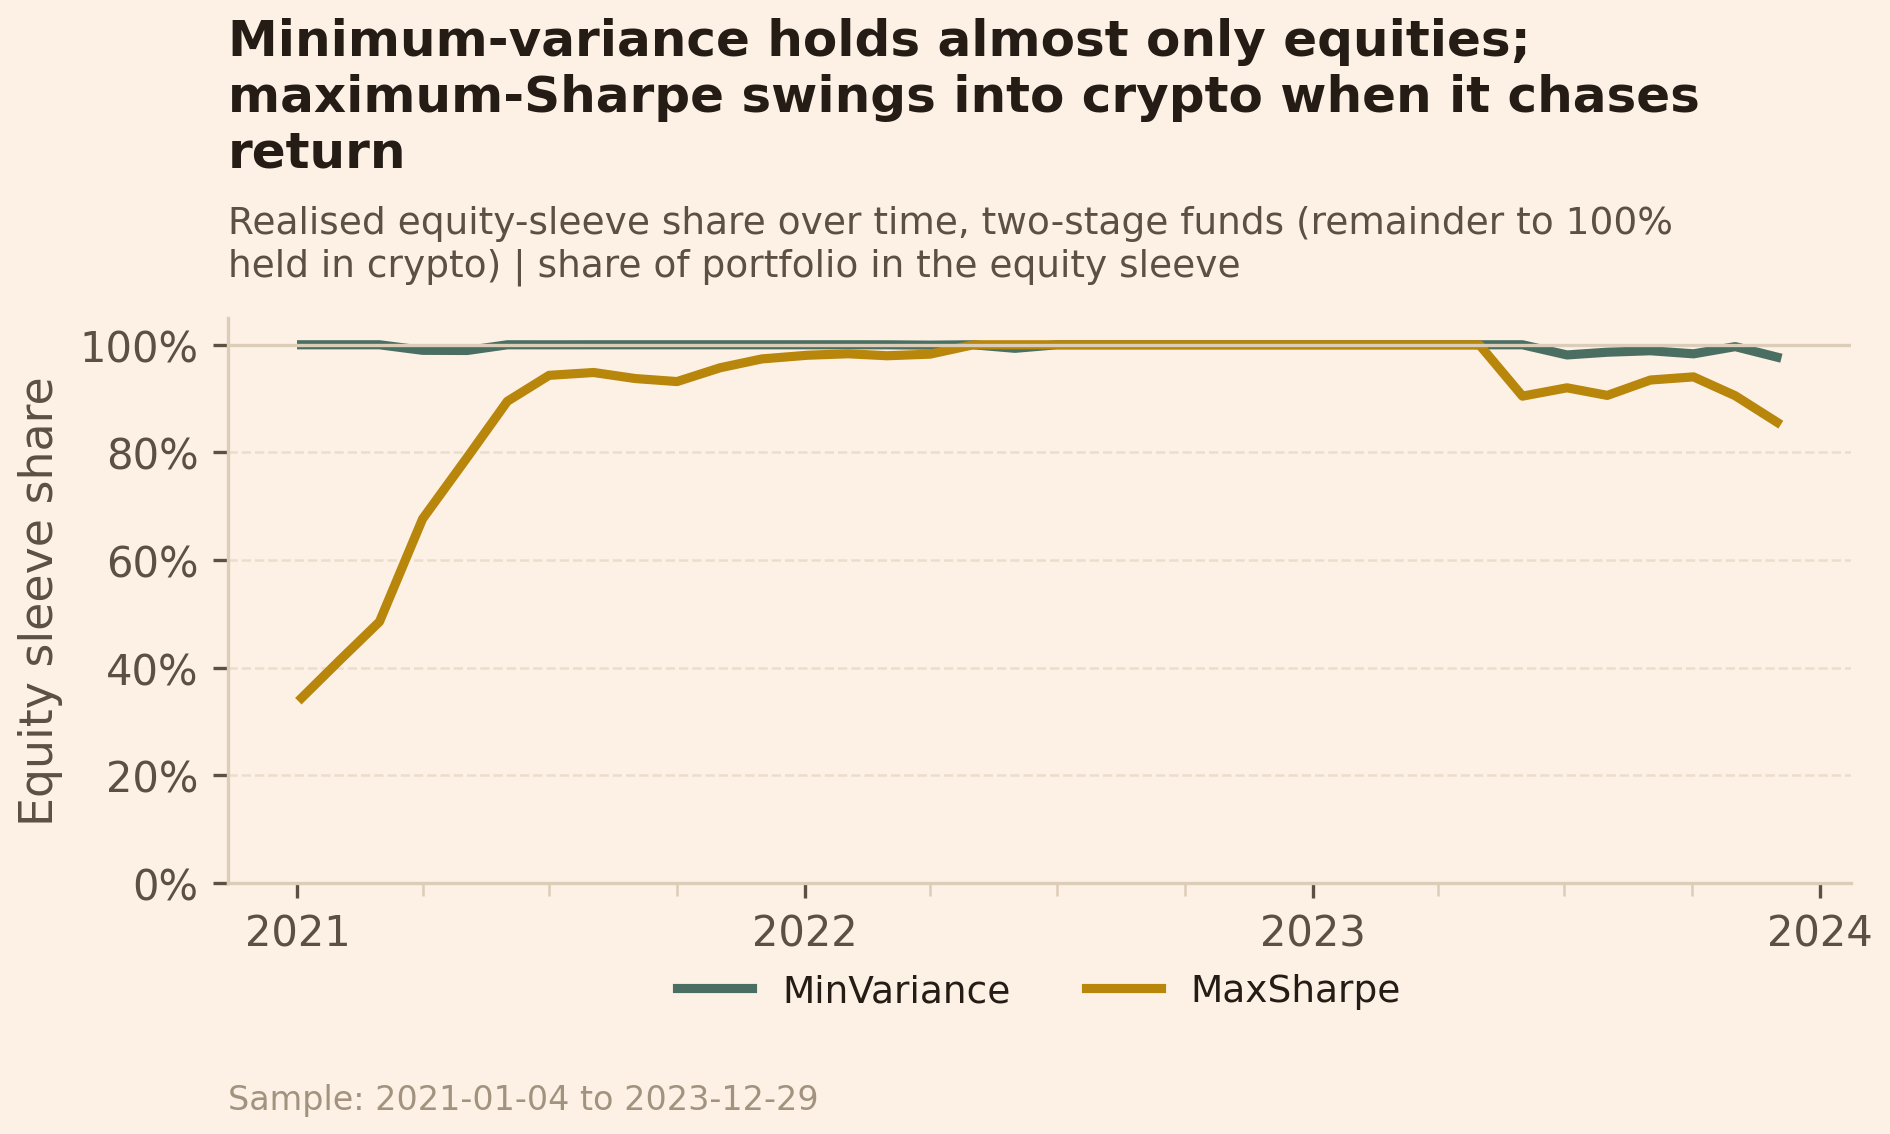 Minimum-variance holds almost only equities;
maximum-Sharpe swings into crypto when it chases
return
Realised equity-sleeve share over time, two-stage funds (remainder to 100%
held in crypto) | share of portfolio in the equity sleeve
Equity sleeve share
100%
80%
60%
40%
20%
0%
2021 2022 2023 2024
MinVariance MaxSharpe
Sample: 2021-01-04 to 2023-12-29